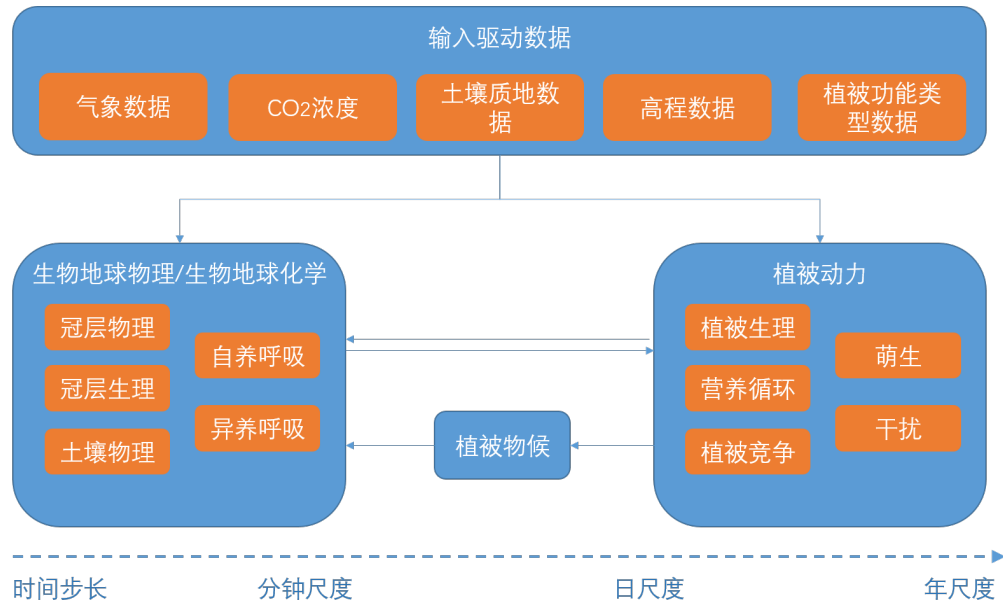 输入驱动数据
气象数据
CO2浓度
土壤质地数
据
高程数据
植被功能类
型数据
生物地球物理/生物地球化学
冠层物理
冠层生理
土壤物理
自养呼吸
异养呼吸
植被物候
植被动力
植被生理
营养循环
植被竞争
萌生
干扰
时间步长
分钟尺度
日尺度
年尺度